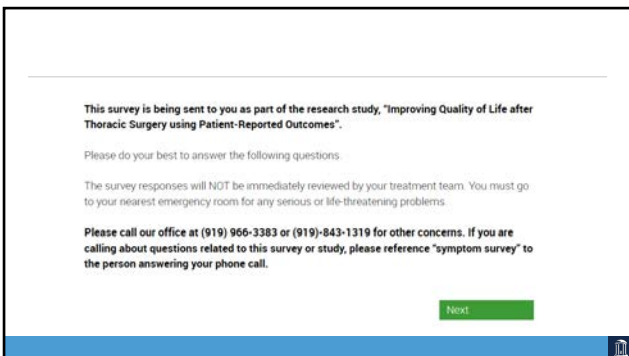 This survey is being sent to you as part of the research study, "Improving Quality of Life after
Thoracic Surgery using Patient-Reported Outcomes".
Please do your best to answer the following questions.
The survey responses will NOT be immediately reviewed by your treatment team. You must go
to your nearest emergency room for any serious or life-threatening problems.
Please call our office at (919) 966-3383 or (919)-843-1319 for other concerns. If you are
calling about questions related to this survey or study, please reference "symptom survey" to
the person answering your phone call.
Next